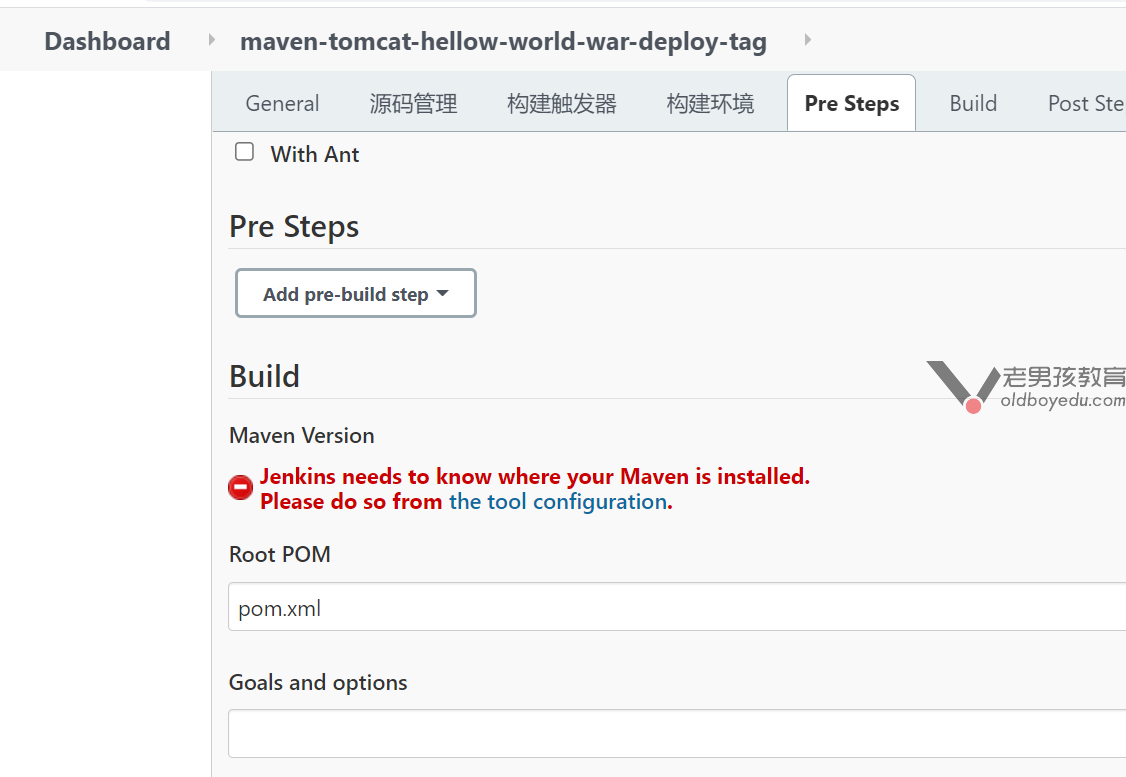 Dashboard maven-tomcat-hellow-world-war-deploy-tag
General 源码管理 构建触发器 构建环境 Pre Steps Build Post Ste
With Ant
Pre Steps
Add pre-build step
Build
老男孩教育
oldboyedu.com
Maven Version
Jenkins needs to know where your Maven is installed.
Please do so from the tool configuration.
Root POM
pom.xml
Goals and options